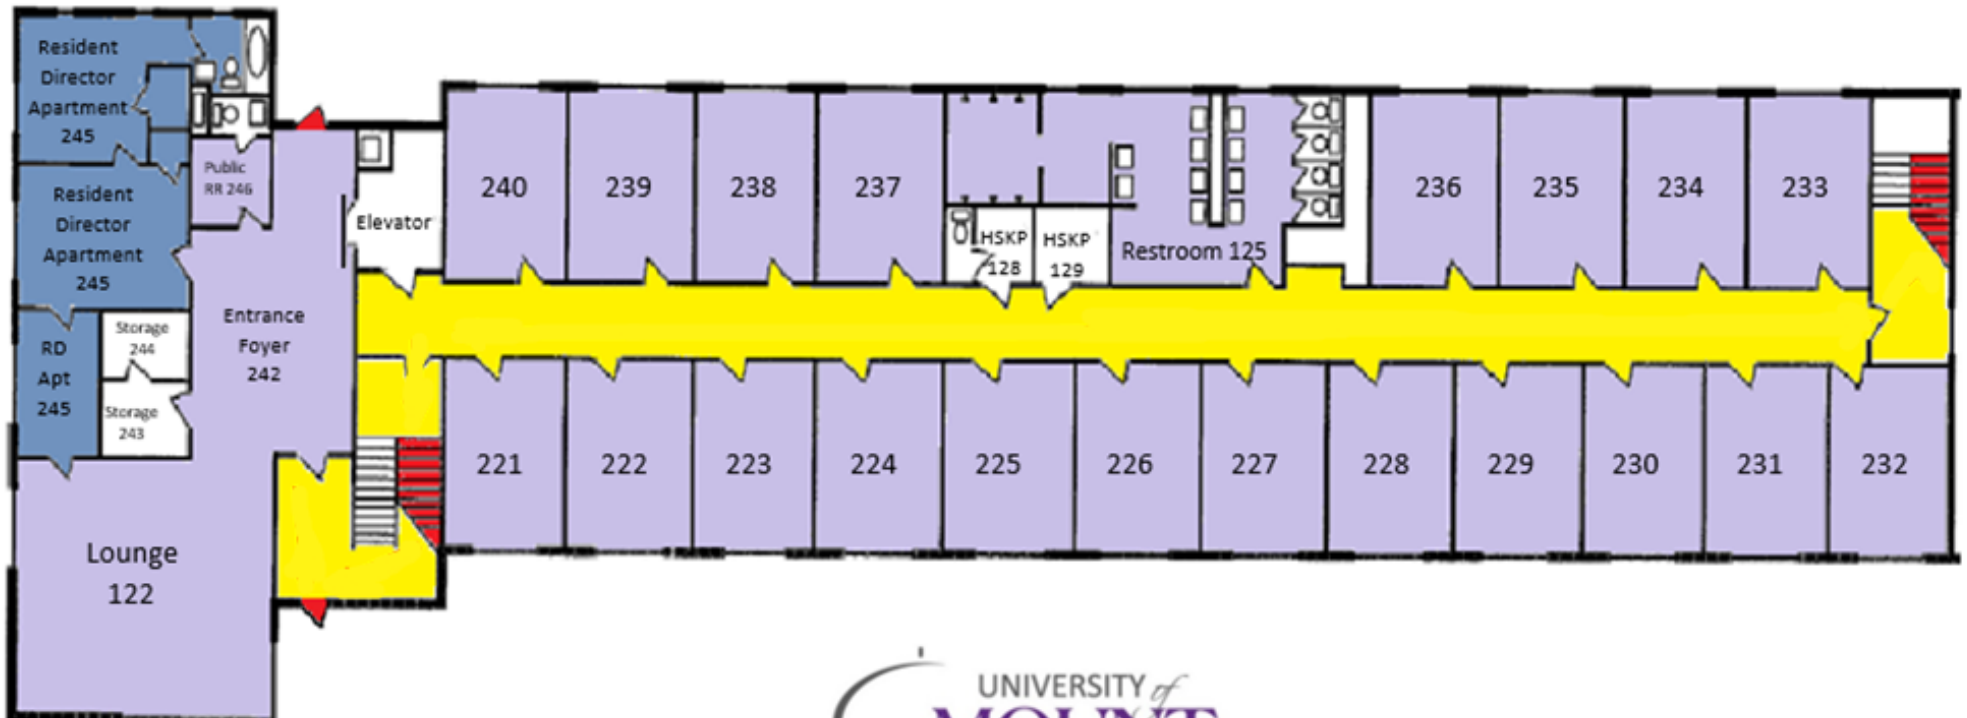 Resident
Director
Apartment
245
Public
RR 246
Resident
Director
Apartment
245
Elevator
240
239
238
237
HSKP
128
HSKP
129
Restroom 125
236
235
234
233
Entrance
Foyer
242
RD
Apt
245
Storage
244
Storage
243
Lounge
122
221
222
223
224
225
226
227
228
229
230
231
232
UNIVERSITY of
MOUNT